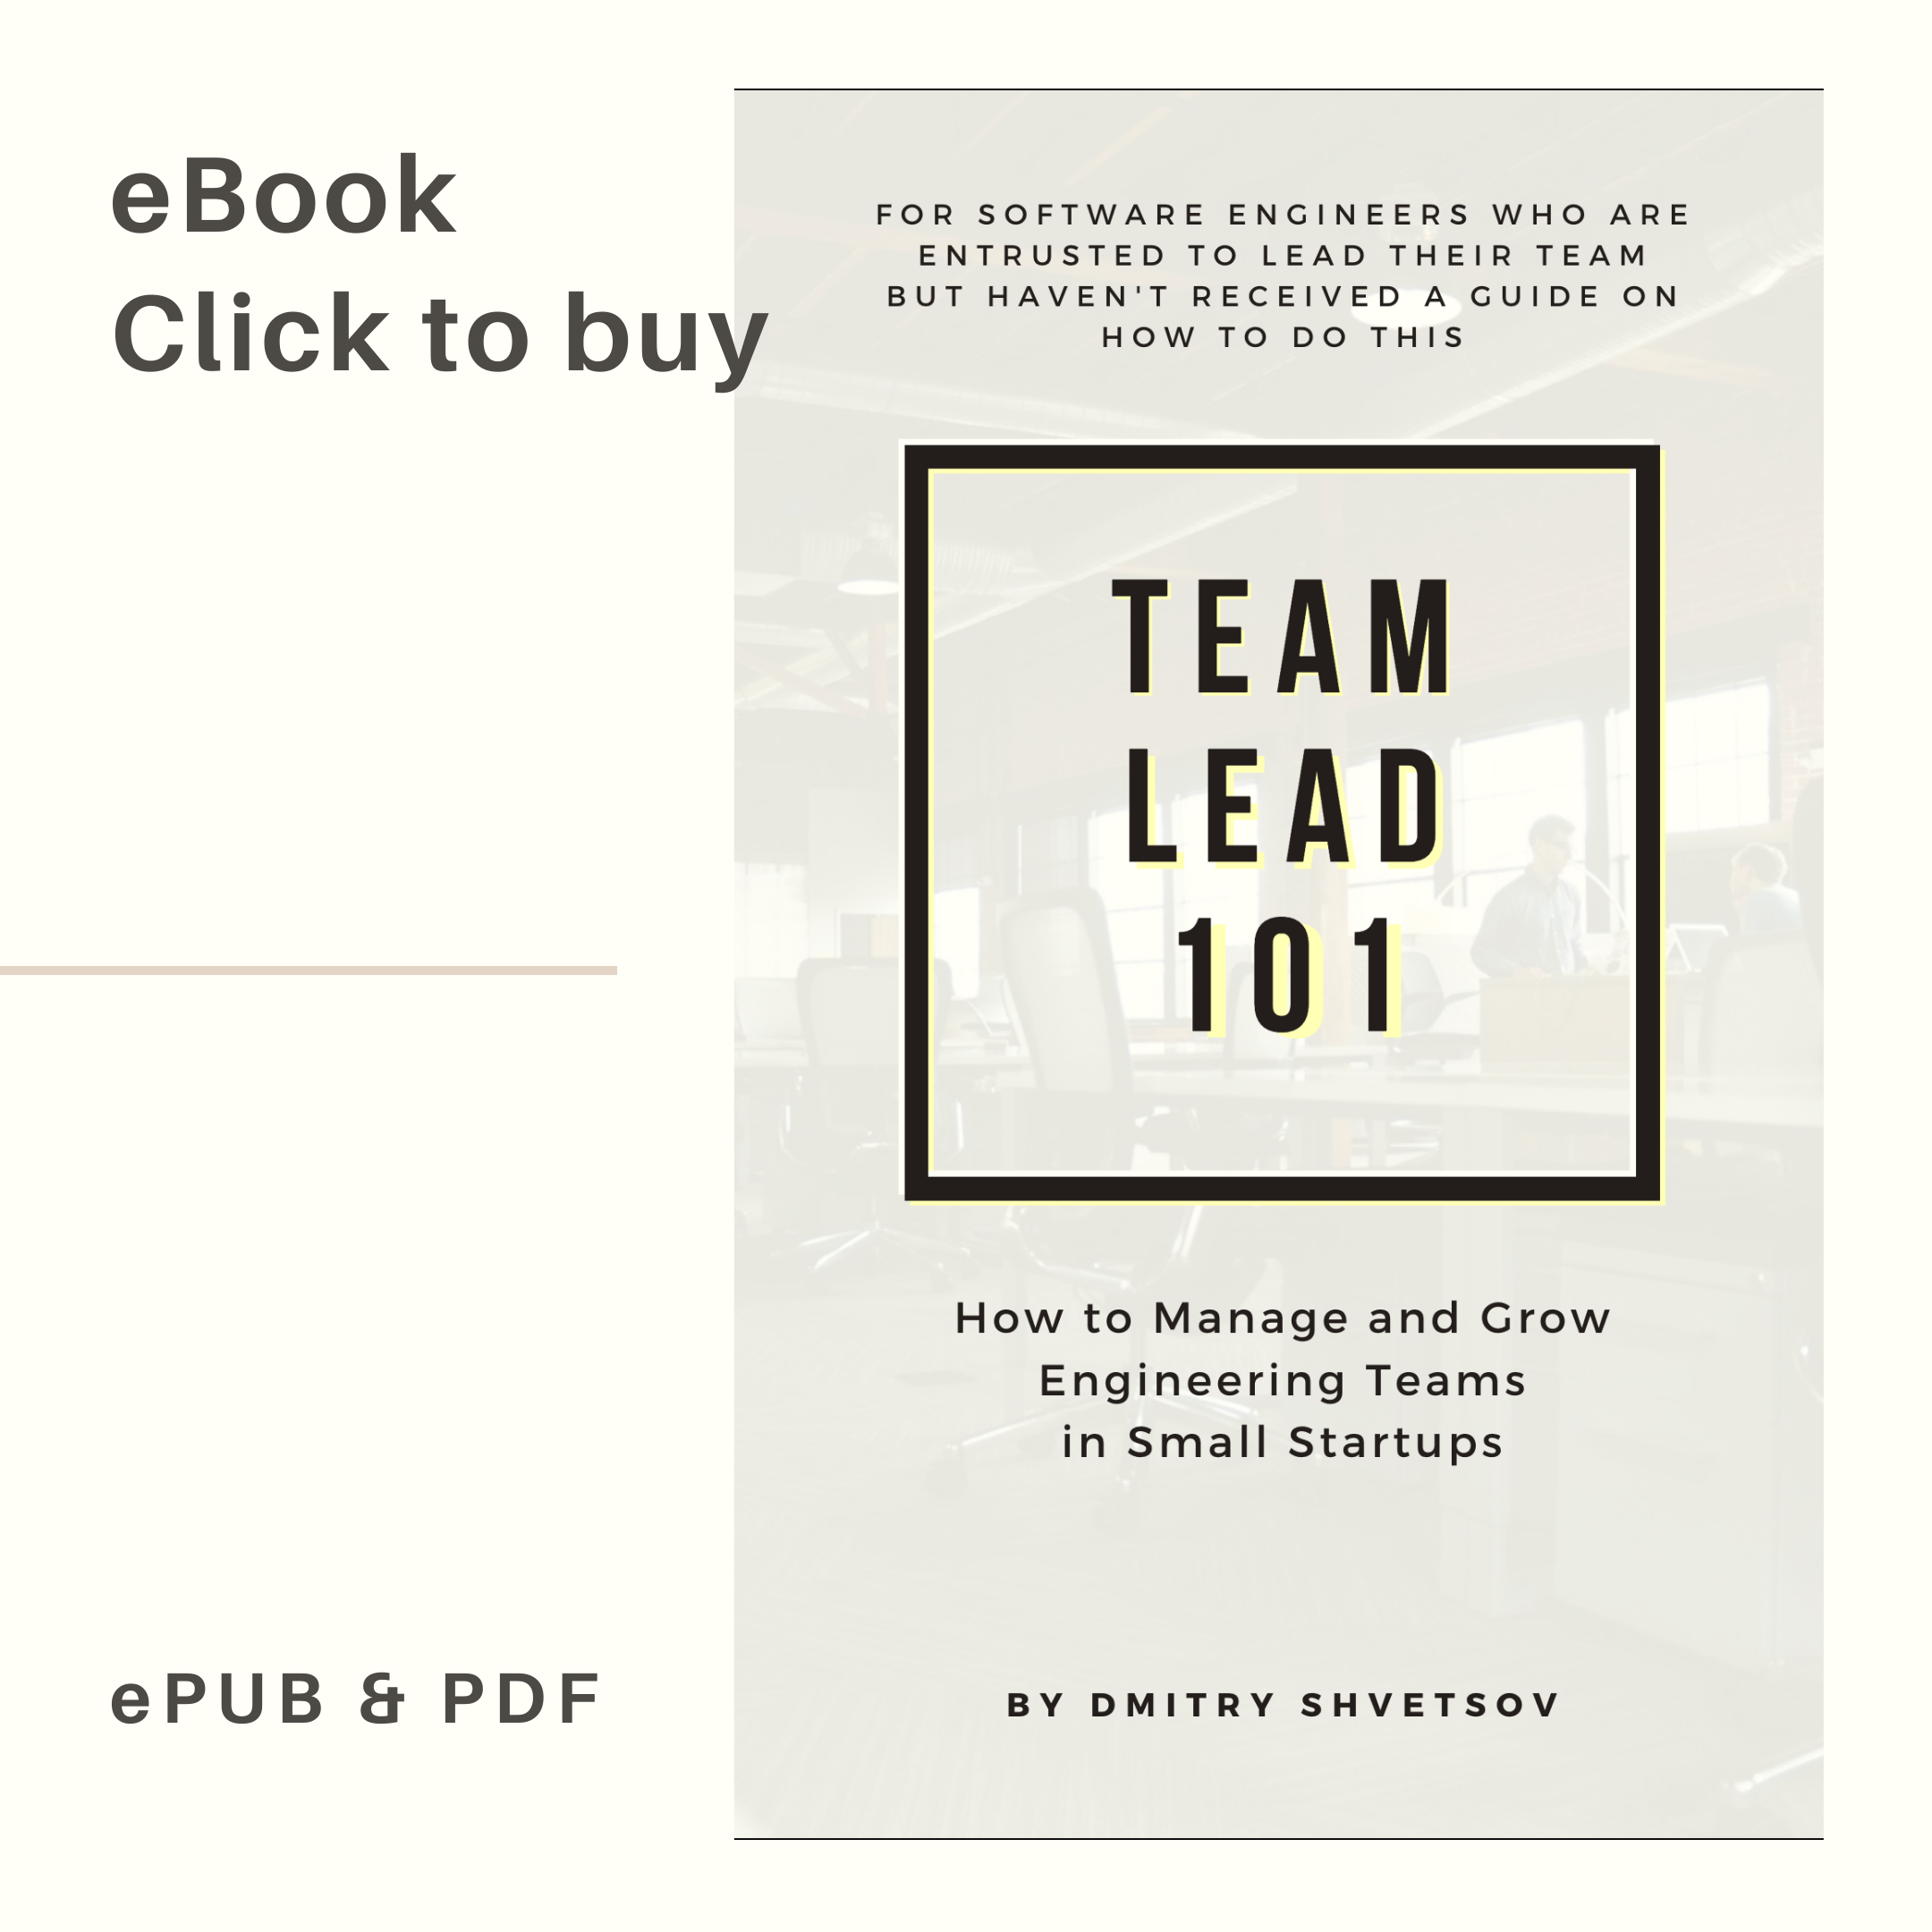 eBook
Click to buy
FOR SOFTWARE ENGINEERS WHO ARE
ENTRUSTED TO LEAD THEIR TEAM
BUT HAVEN'T RECEIVED A GUIDE ON
HOW TO DO THIS
TEAM
LEAD
101
How to Manage and Grow
Engineering Teams
in Small Startups
BY DMITRY SHVETSOV
ePUB & PDF